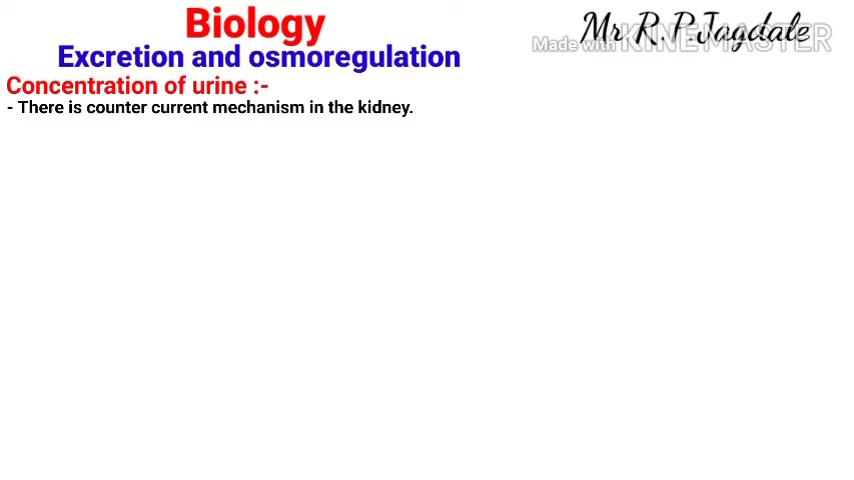 Biology
Mr. R. P. Jagdale
Made with KINEMASTER
Excretion and osmoregulation
Concentration of urine :-
- There is counter current mechanism in the kidney.